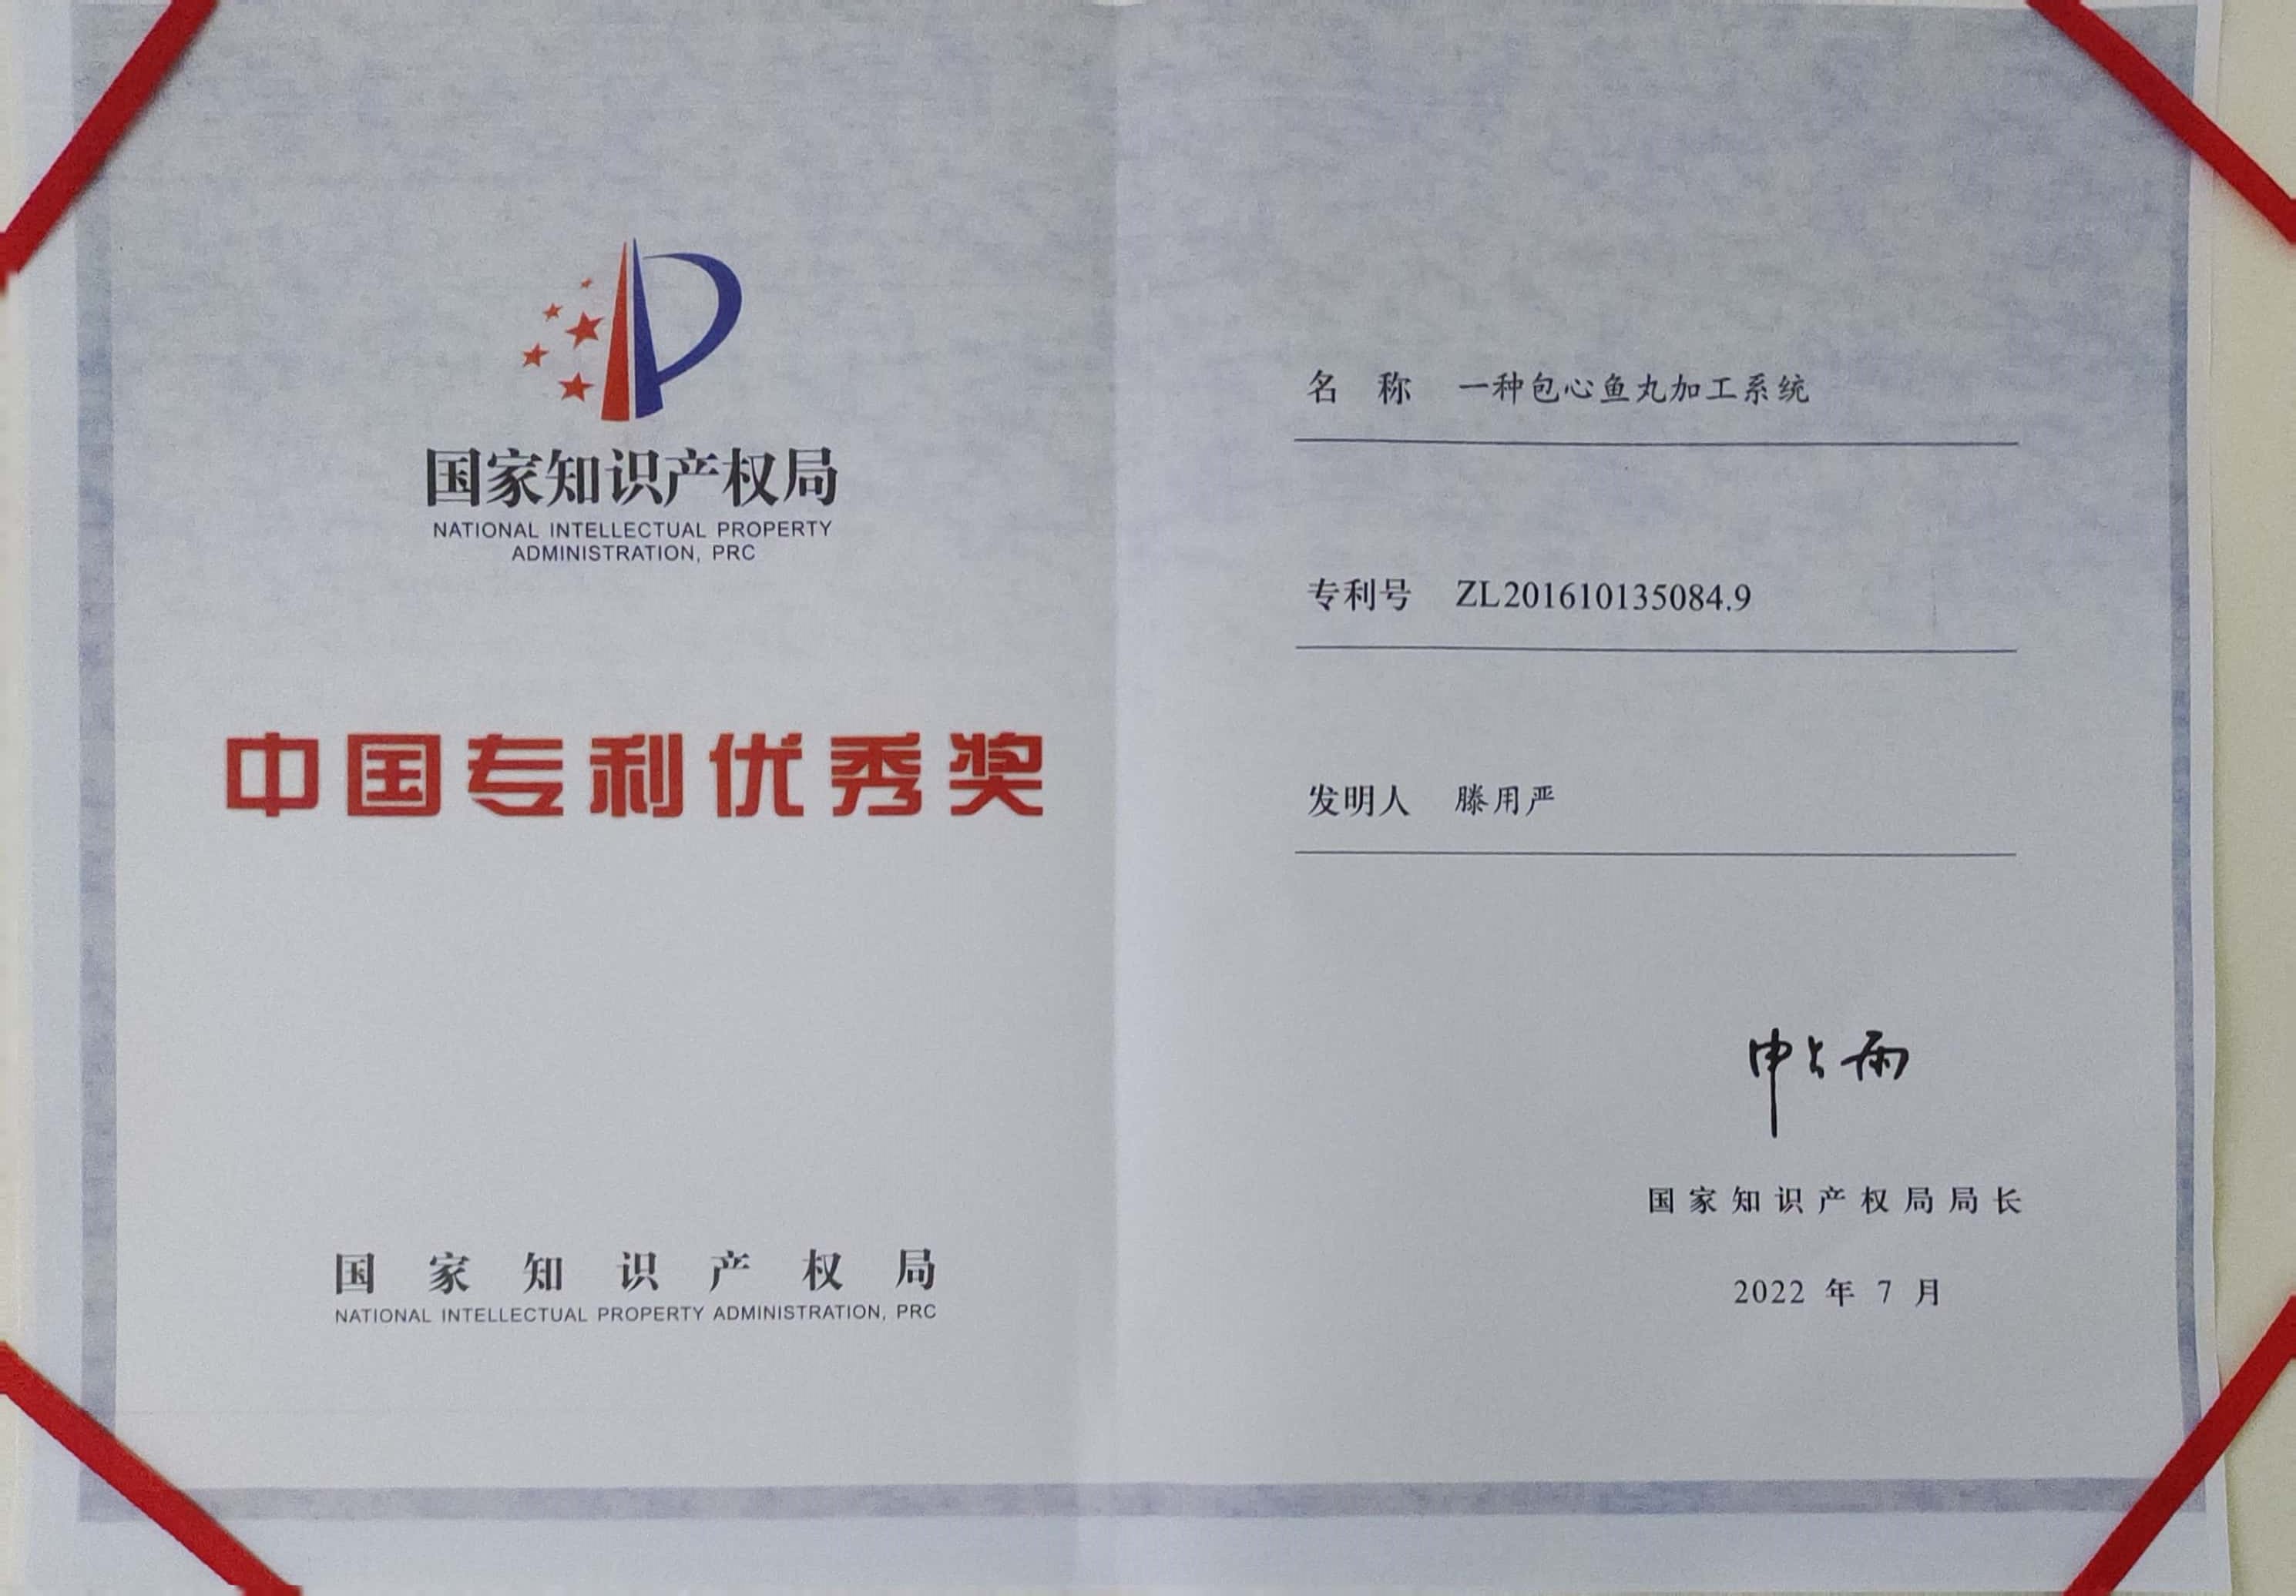 国家知识产权局
NATIONAL INTELLECTUAL PROPERTY
ADMINISTRATION, PRC
中国专利优秀奖
国家知识产权局
NATIONAL INTELLECTUAL PROPERTY ADMINISTRATION, PRC
名 称 一种包心鱼丸加工系统
专利号 ZL201610135084.9
发明人 滕用严
申长雨
国家知识产权局局长
2022 年 7 月